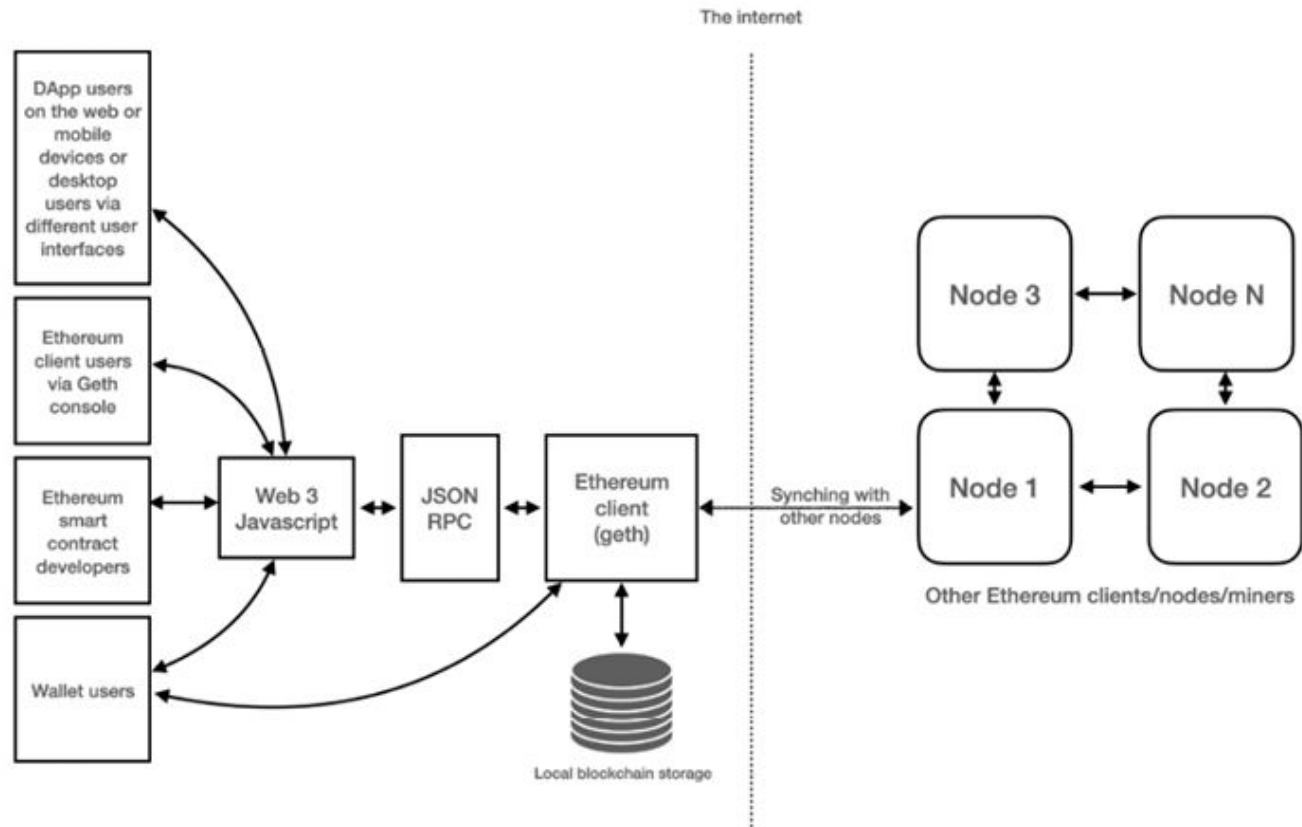 The internet
DApp users
on the web or
mobile
devices or
desktop
users via
different user
interfaces
Ethereum
client users
via Geth
console
Ethereum
smart
contract
developers
Wallet users
Web 3
Javascript
JSON
RPC
Ethereum
client
(geth)
Local blockchain storage
Synching with
other nodes
Node 3
Node N
Node 1
Node 2
Other Ethereum clients/nodes/miners